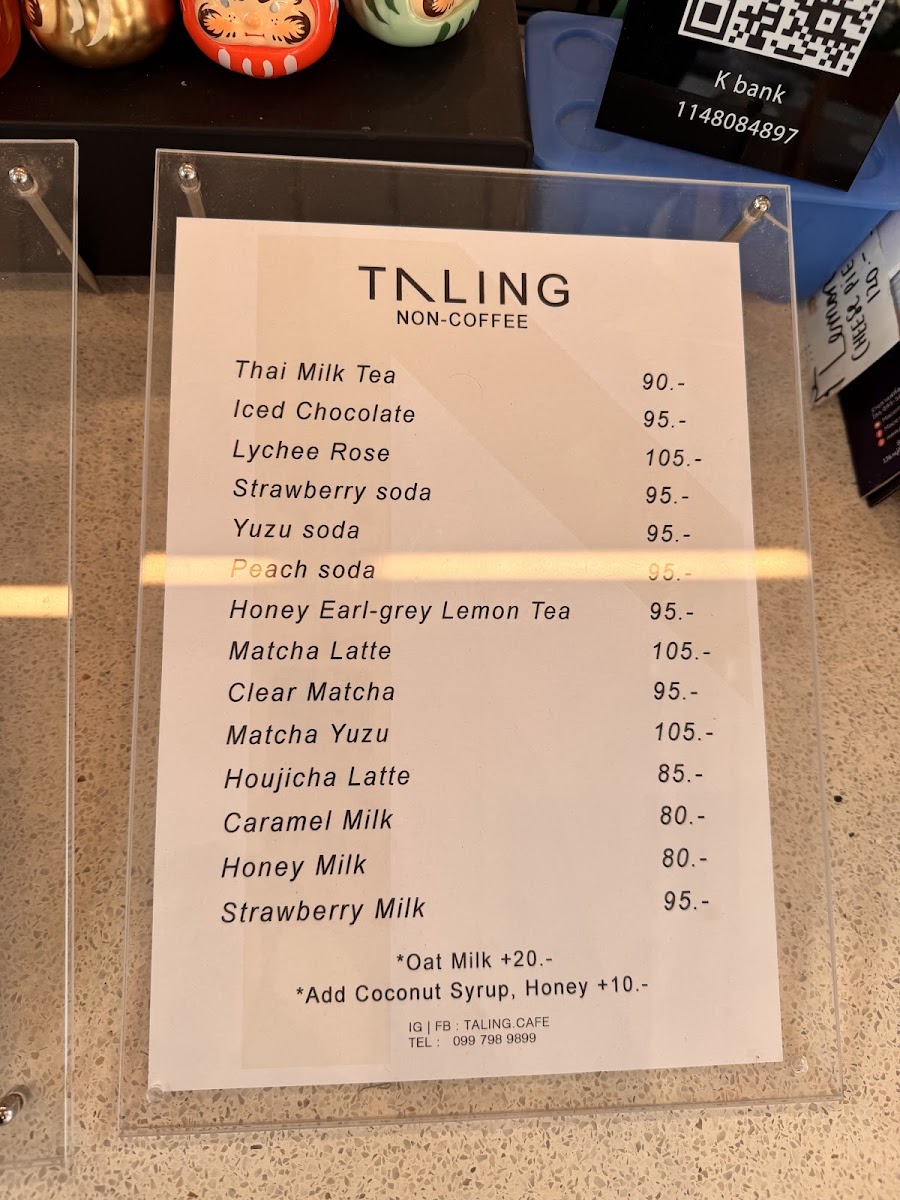 K bank
1148084897
TALING
NON-COFFEE
Thai Milk Tea 90.-
Iced Chocolate 95.-
Lychee Rose 105.-
Strawberry soda 95.-
Yuzu soda 95.-
Peach soda 95.-
Honey Earl-grey Lemon Tea 95.-
Matcha Latte 105.-
Clear Matcha 95.-
Matcha Yuzu 105.-
Houjicha Latte 85.-
Caramel Milk 80.-
Honey Milk 80.-
Strawberry Milk 95.-
*Oat Milk +20.-
*Add Coconut Syrup, Honey +10.-
IG | FB : TALING.CAFE
TEL : 099 798 9899
120.-